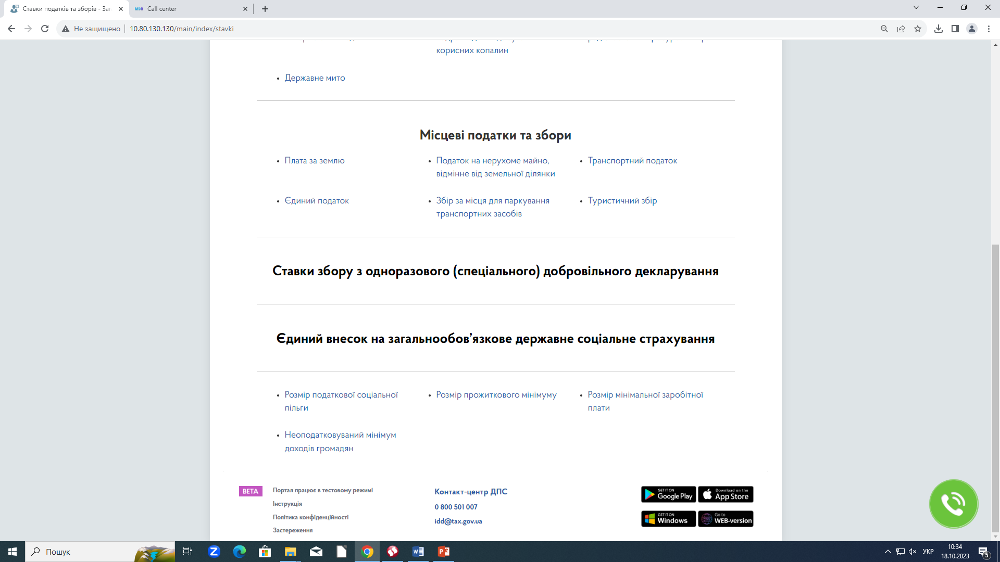 Ставки податків та зборів - Заг
Call center
Не защищено
10.80.130.130/main/index/stavki
корисних копалин
Державне мито
Місцеві податки та збори
Плата за землю
Податок на нерухоме майно,
відмінне від земельної ділянки
Транспортний податок
Єдиний податок
Збір за місця для паркування
транспортних засобів
Туристичний збір
Ставки збору з одноразового (спеціального) добровільного декларування
Єдиний внесок на загальнообов’язкове державне соціальне страхування
Розмір податкової соціальної
пільги
Розмір прожиткового мінімуму
Розмір мінімальної заробітної
плати
Неоподатковуваний мінімум
доходів громадян
BETA
Портал працює в тестовому режимі
Інструкція
Політика конфіденційності
Застереження
Контакт-центр ДПС
0 800 501 007
idd@tax.gov.ua
GET IT ON
Google Play
Download on the
App Store
GET IT ON
Windows
Go to
WEB-version
Пошук
УКР
10:34
18.10.2023
5